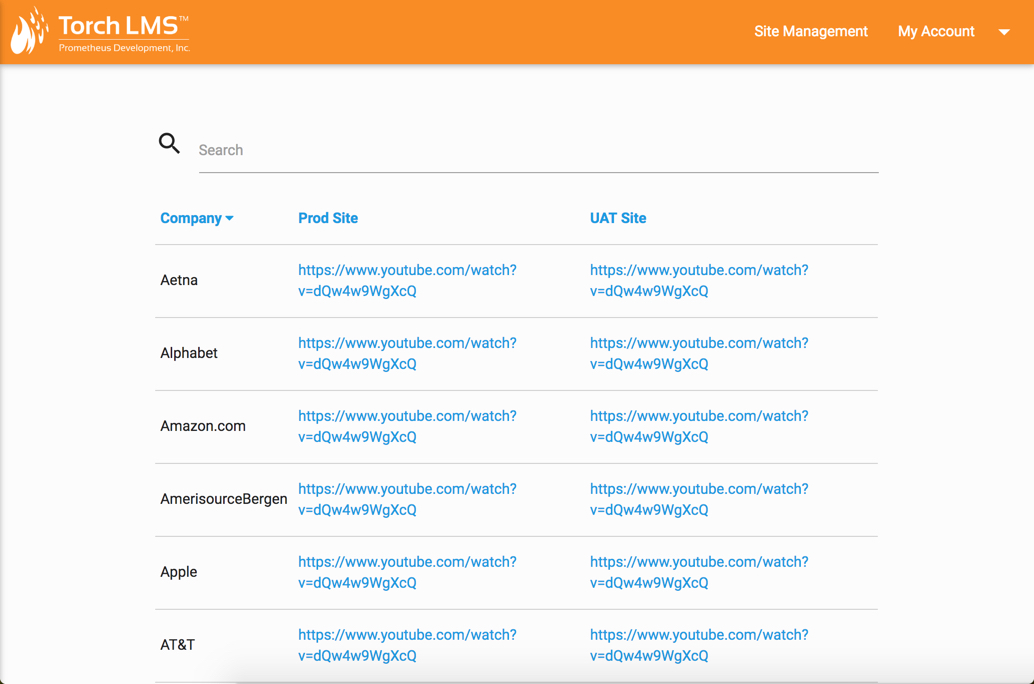 Torch LMS™
Prometheus Development, Inc.
Site Management My Account
Search
Company Prod Site UAT Site
Aetna
https://www.youtube.com/watch?
v=dQw4w9WgXcQ
https://www.youtube.com/watch?
v=dQw4w9WgXcQ
Alphabet
https://www.youtube.com/watch?
v=dQw4w9WgXcQ
https://www.youtube.com/watch?
v=dQw4w9WgXcQ
Amazon.com
https://www.youtube.com/watch?
v=dQw4w9WgXcQ
https://www.youtube.com/watch?
v=dQw4w9WgXcQ
AmerisourceBergen
https://www.youtube.com/watch?
v=dQw4w9WgXcQ
https://www.youtube.com/watch?
v=dQw4w9WgXcQ
Apple
https://www.youtube.com/watch?
v=dQw4w9WgXcQ
https://www.youtube.com/watch?
v=dQw4w9WgXcQ
AT&T
https://www.youtube.com/watch?
v=dQw4w9WgXcQ
https://www.youtube.com/watch?
v=dQw4w9WgXcQ